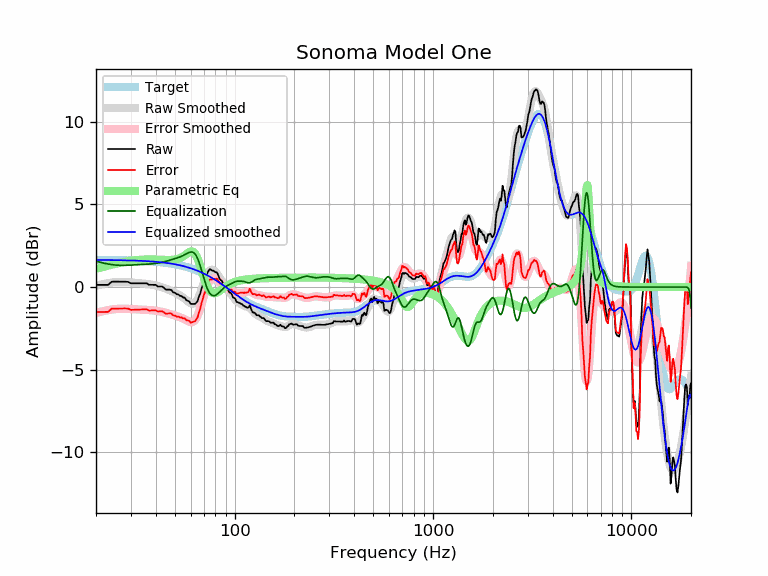 Sonoma Model One
Target
Raw Smoothed
Error Smoothed
Raw
Error
Parametric Eq
Equalization
Equalized smoothed
10
5
0
−5
−10
Amplitude (dBr)
100
1000
10000
Frequency (Hz)